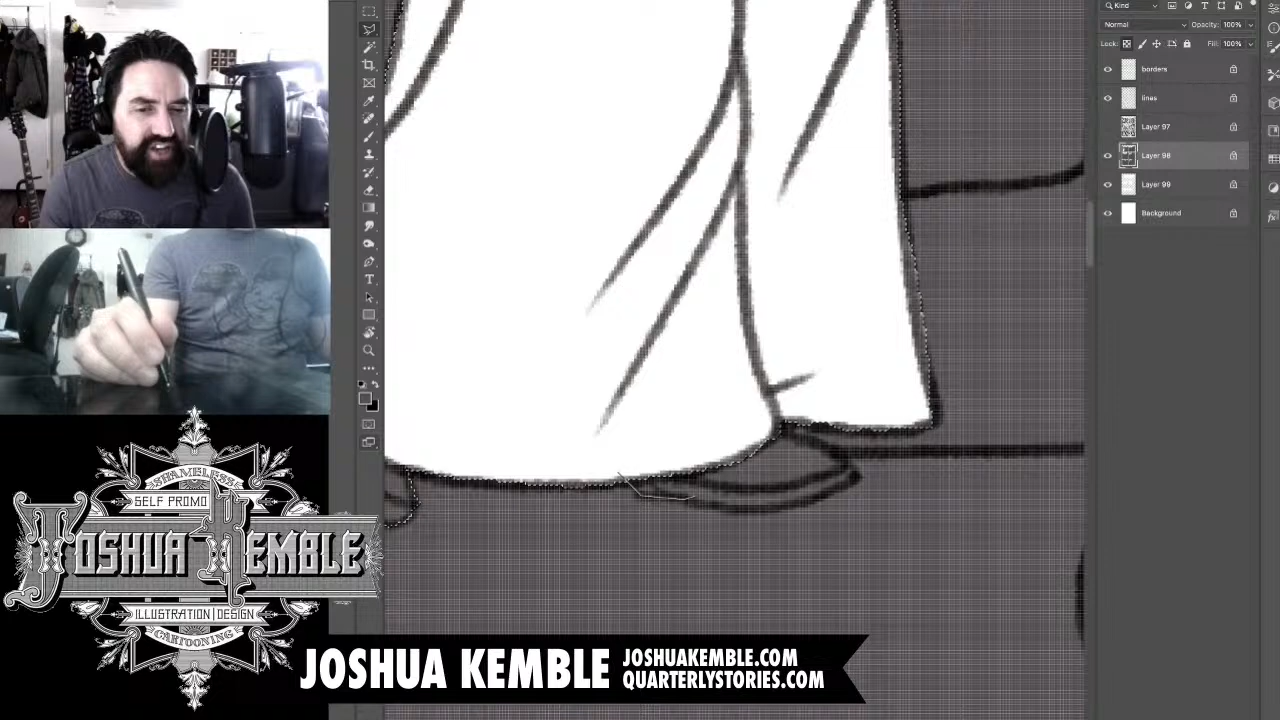 Kind
Normal
Opacity: 100%
Lock:
Fill: 100%
borders
lines
Layer 97
Layer 98
Layer 99
Background
SHAMELESS
SELF PROMO
JOSHUA KEMBLE
ILLUSTRATION|DESIGN
CARTOONING
JOSHUA KEMBLE
JOSHUAKEMBLE.COM
QUARTERLYSTORIES.COM